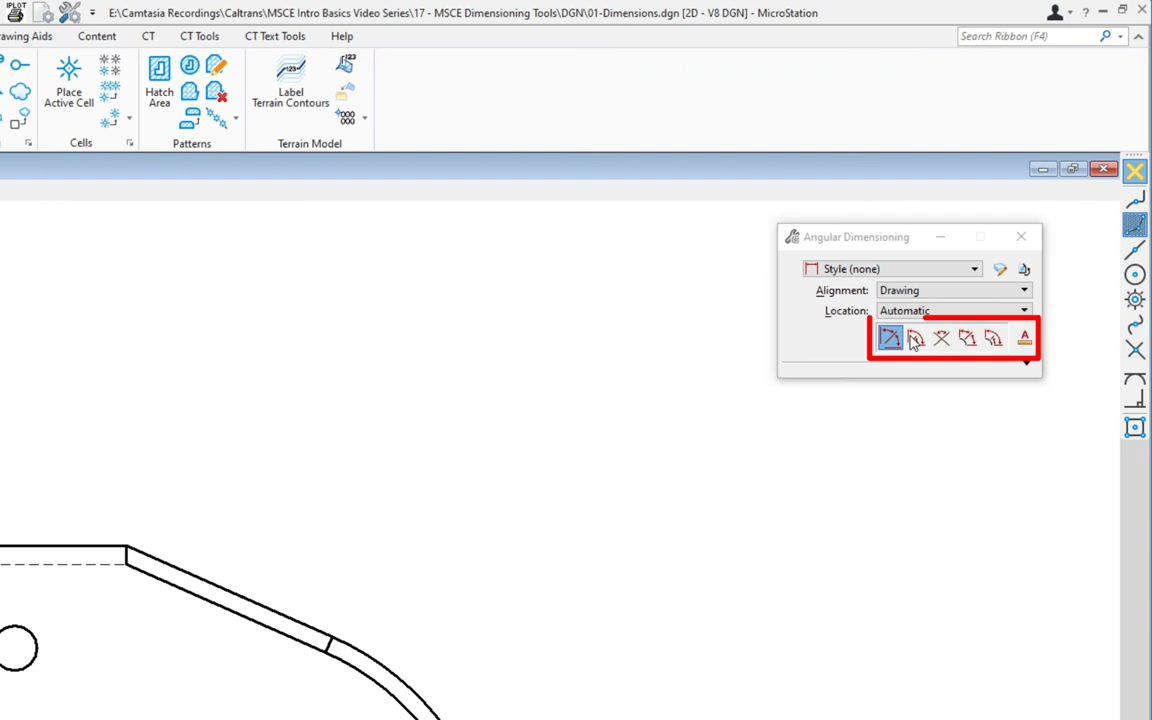 iPLOT
E:\Camtasia Recordings\Caltrans\MSCE Intro Basics Video Series\17 - MSCE Dimensioning Tools\DGN\01-Dimensions.dgn [2D - V8 DGN] - MicroStation
rawing Aids Content CT CT Tools CT Text Tools Help Search Ribbon (F4)
Place Active Cell
Hatch Area
Label Terrain Contours
Cells Patterns Terrain Model
Angular Dimensioning
Style (none)
Alignment: Drawing
Location: Automatic